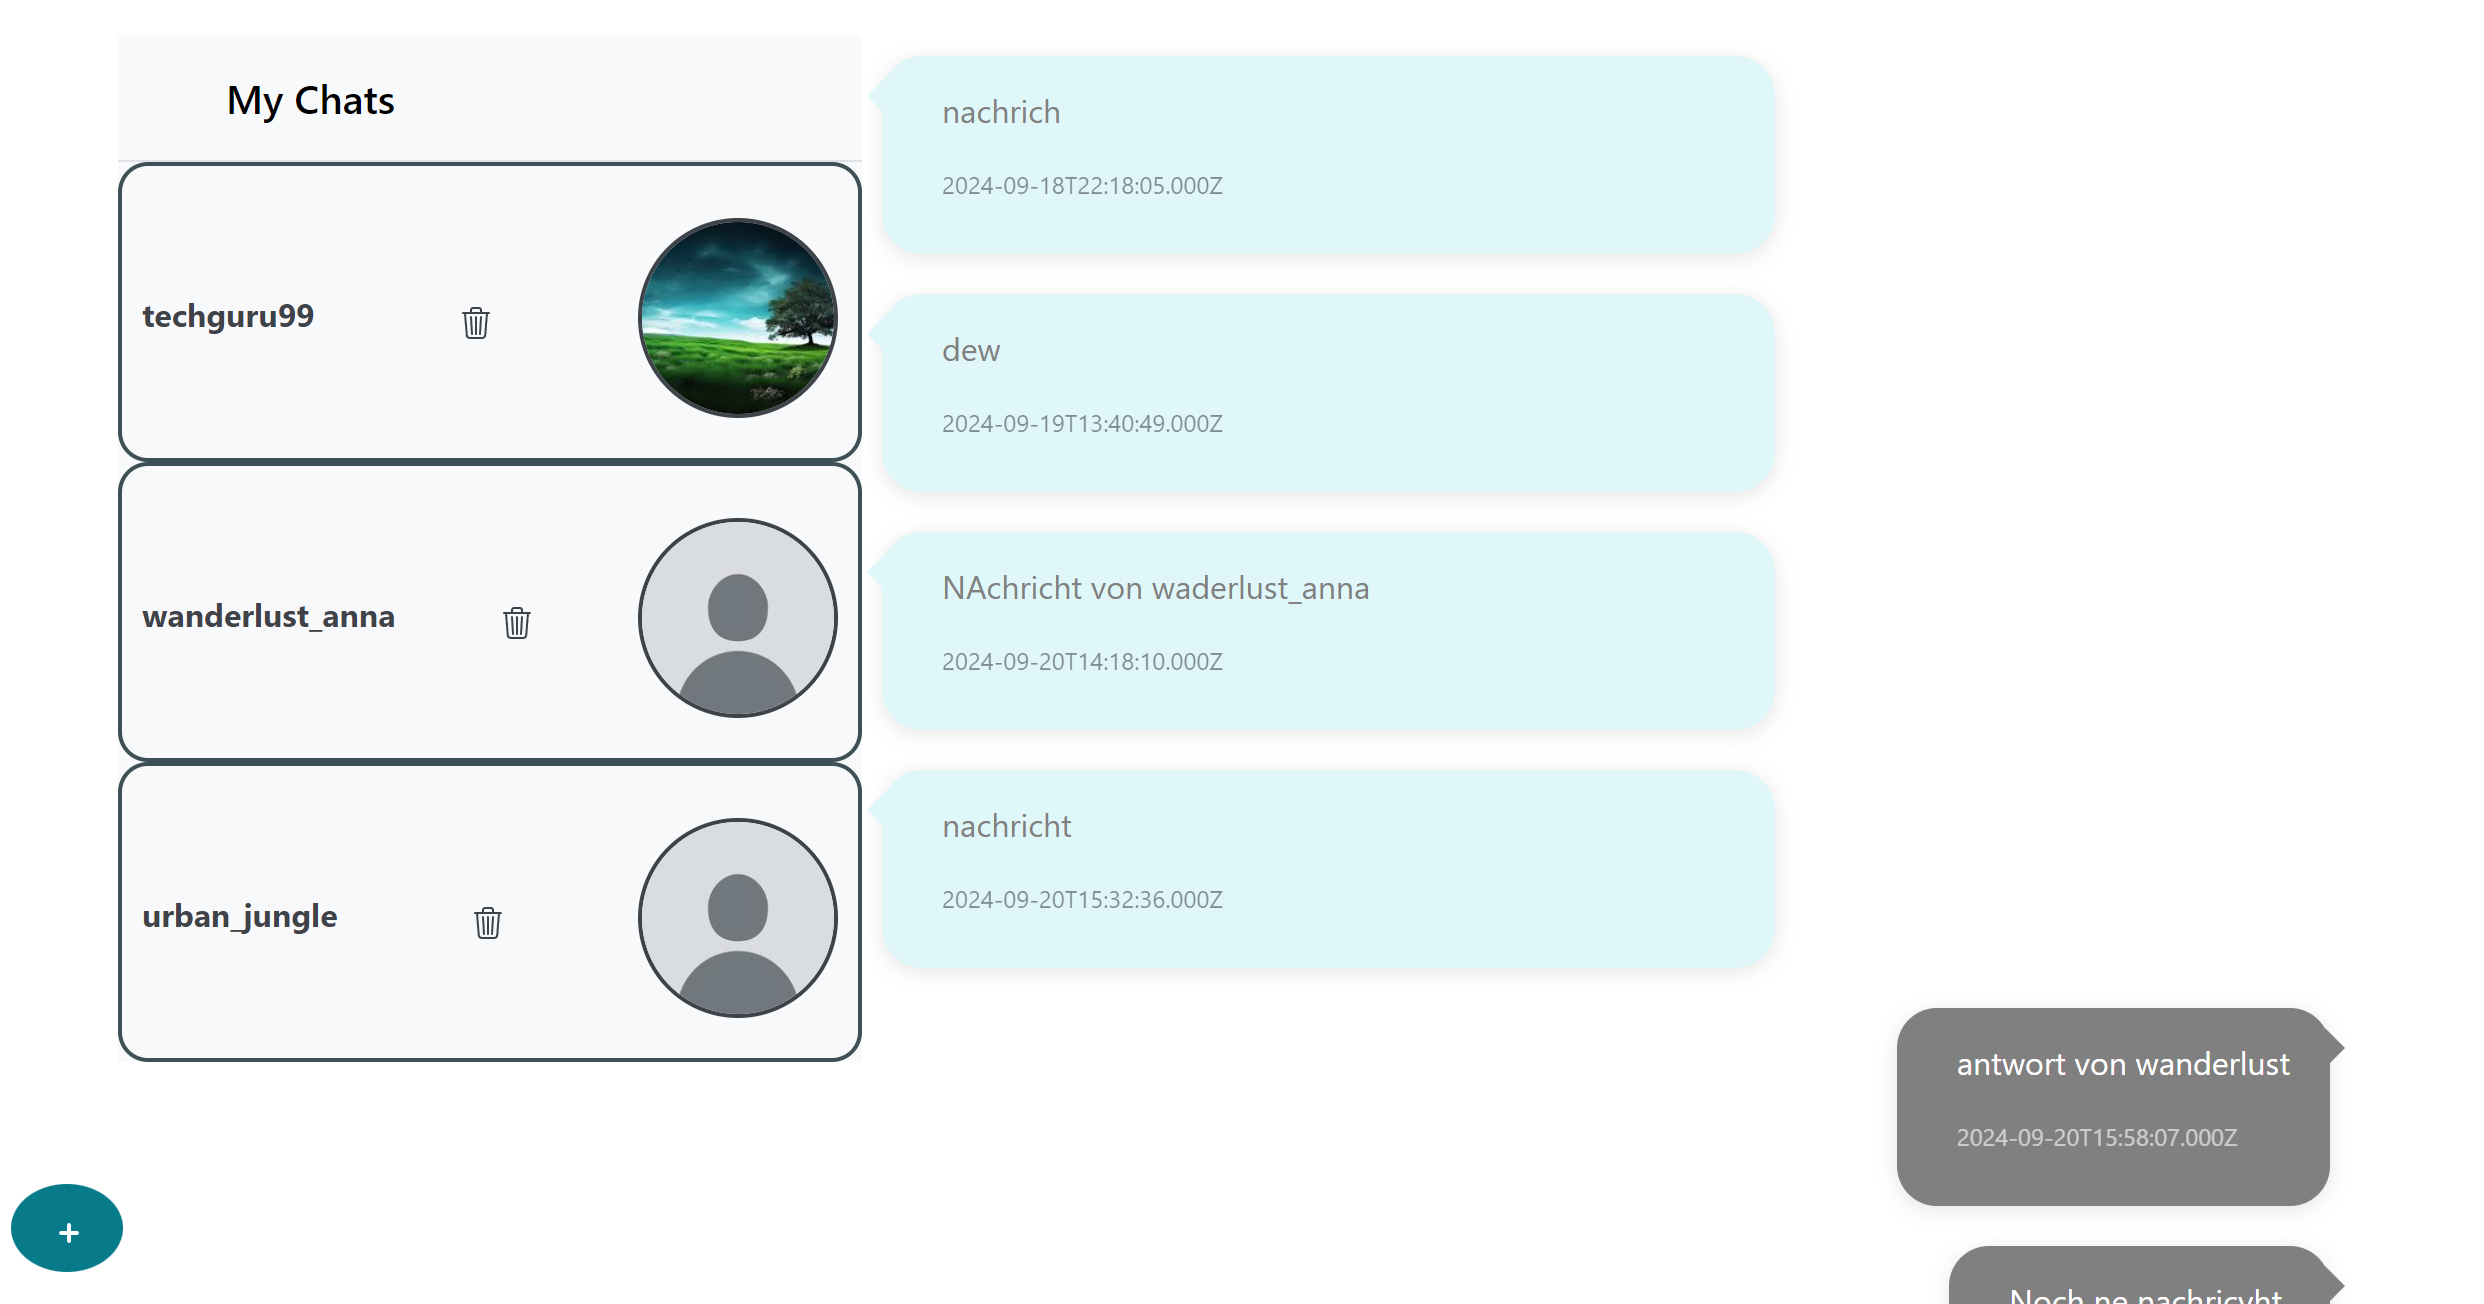 My Chats
techguru99
wanderlust_anna
urban_jungle
+
nachrich
2024-09-18T22:18:05.000Z
dew
2024-09-19T13:40:49.000Z
NAchricht von waderlust_anna
2024-09-20T14:18:10.000Z
nachricht
2024-09-20T15:32:36.000Z
antwort von wanderlust
2024-09-20T15:58:07.000Z
Noch ne nachricyht